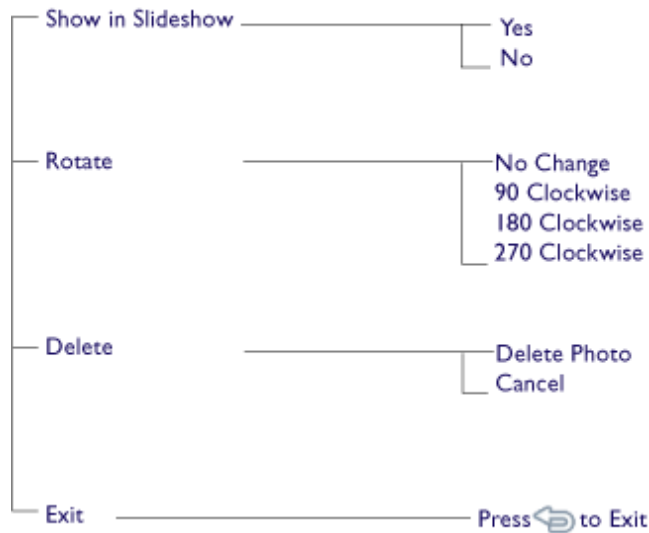 Show in Slideshow
Yes
No
Rotate
No Change
90 Clockwise
180 Clockwise
270 Clockwise
Delete
Delete Photo
Cancel
Exit
Press to Exit